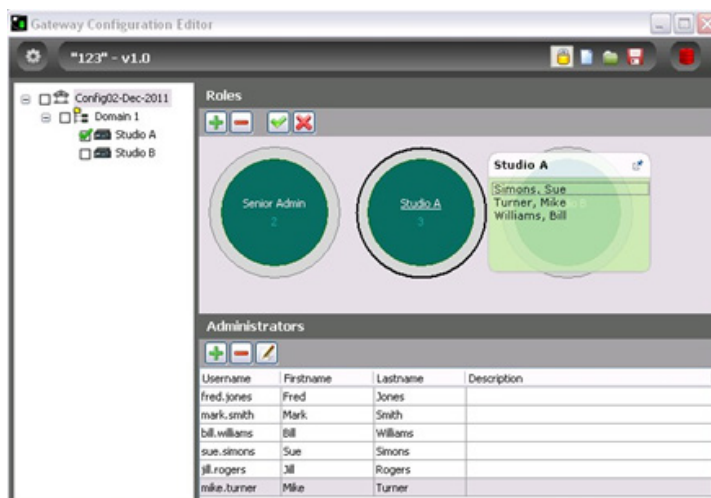 Gateway Configuration Editor
"123" - v1.0
Config02-Dec-2011
Domain 1
Studio A
Studio B
Roles
Senior Admin
2
Studio A
3
Studio A
Simons, Sue
Turner, Mike
Williams, Bill
Administrators
Username Firstname Lastname Description
fred.jones Fred Jones
mark.smith Mark Smith
bill.williams Bill Williams
sue.simons Sue Simons
jill.rogers Jill Rogers
mike.turner Mike Turner